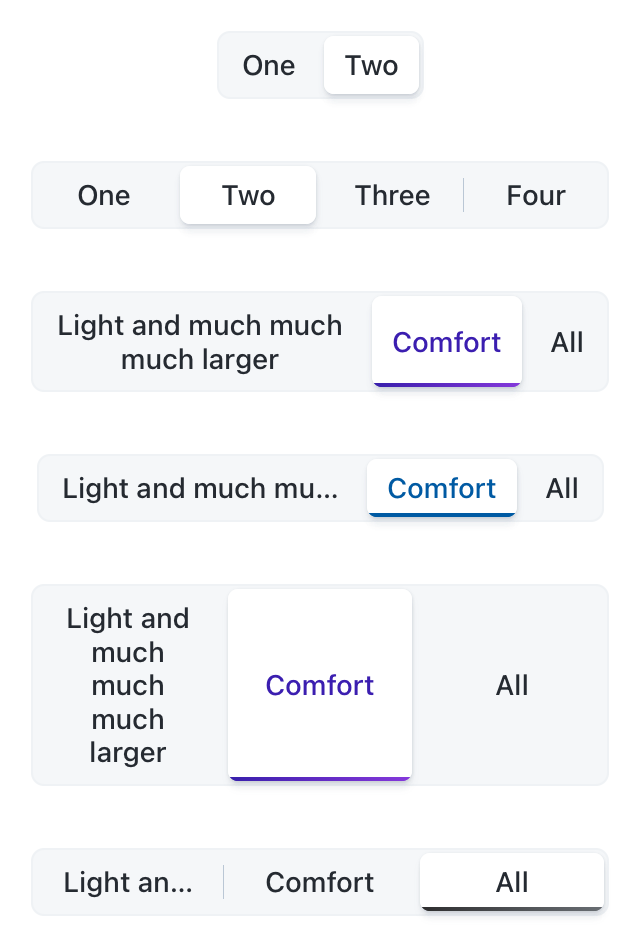 One Two
One Two Three Four
Light and much much
much larger
Comfort
All
Light and much mu... Comfort All
Light and
much
much
much
larger
Comfort
All
Light an... Comfort All